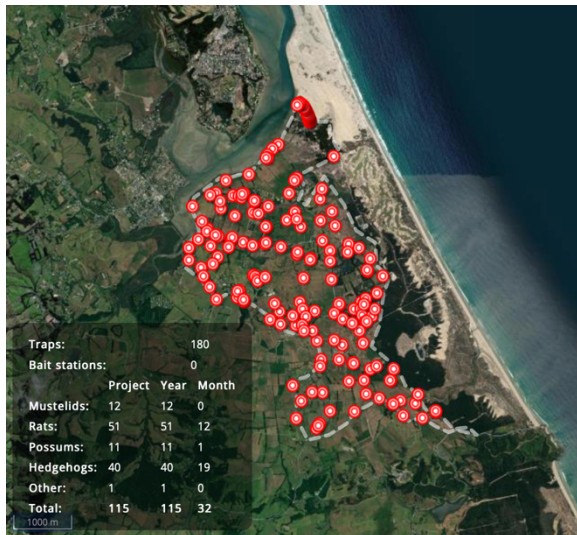 Traps: 180
Bait stations: 0
Project Year Month
Mustelids: 12 12 0
Rats: 51 51 12
Possums: 11 11 1
Hedgehogs: 40 40 19
Other: 1 1 0
Total: 115 115 32
1000 m